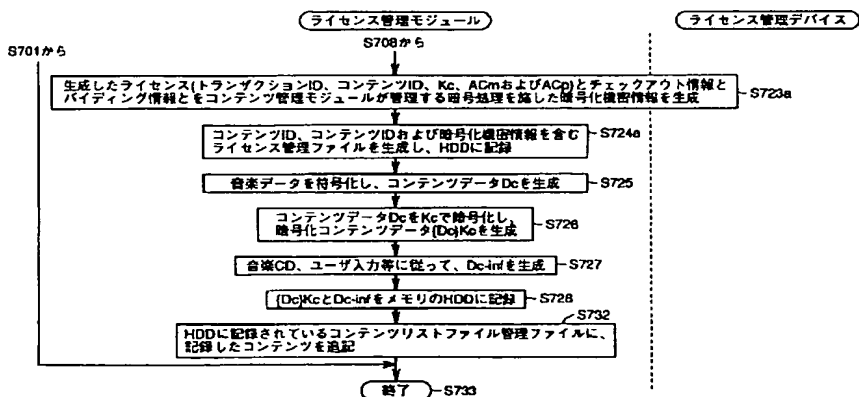 ライセンス管理モジュール
ライセンス管理デバイス
S701から
S708から
生成したライセンス(トランザクションID、コンテンツID、Kc、ACmおよびACp)とチェックアウト情報と
バイディング情報とをコンテンツ管理モジュールが管理する暗号処理を施した暗号化機密情報を生成
S723a
コンテンツID、コンテンツIDおよび暗号化機密情報を含む
ライセンス管理ファイルを生成し、HDDに記録
S724a
音楽データを符号化し、コンテンツデータDcを生成
S725
コンテンツデータDcをKcで暗号化し、
暗号化コンテンツデータ{Dc}Kcを生成
S726
音楽CD、ユーザ入力等に従って、Dc-infを生成
S727
{Dc}KcとDc-infをメモリのHDDに記録
S728
S732
HDDに記録されているコンテンツリストファイル管理ファイルに、
記録したコンテンツを追記
終了
S733